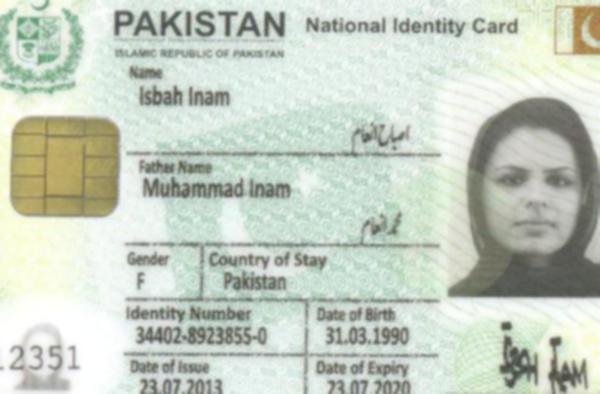 PAKISTAN National Identity Card
ISLAMIC REPUBLIC OF PAKISTAN
Name
Isbah Inam
اصباح انعام
Father Name
Muhammad Inam
محمد انعام
Gender Country of Stay
F Pakistan
Identity Number Date of Birth
34402-8923855-0 31.03.1990
12351
Date of Issue Date of Expiry
23.07.2013 23.07.2020